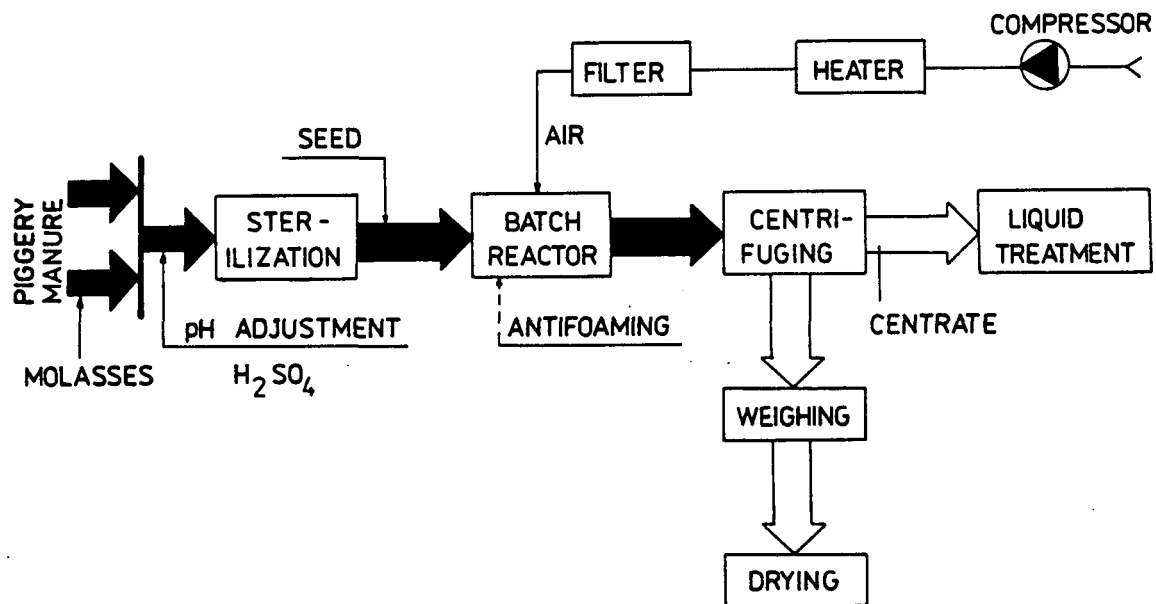 COMPRESSOR
FILTER
HEATER
AIR
SEED
PIGGERY
MANURE
STER-
ILIZATION
BATCH
REACTOR
CENTRI-
FUGING
LIQUID
TREATMENT
pH ADJUSTMENT
H₂SO₄
ANTIFOAMING
CENTRATE
MOLASSES
WEIGHING
DRYING